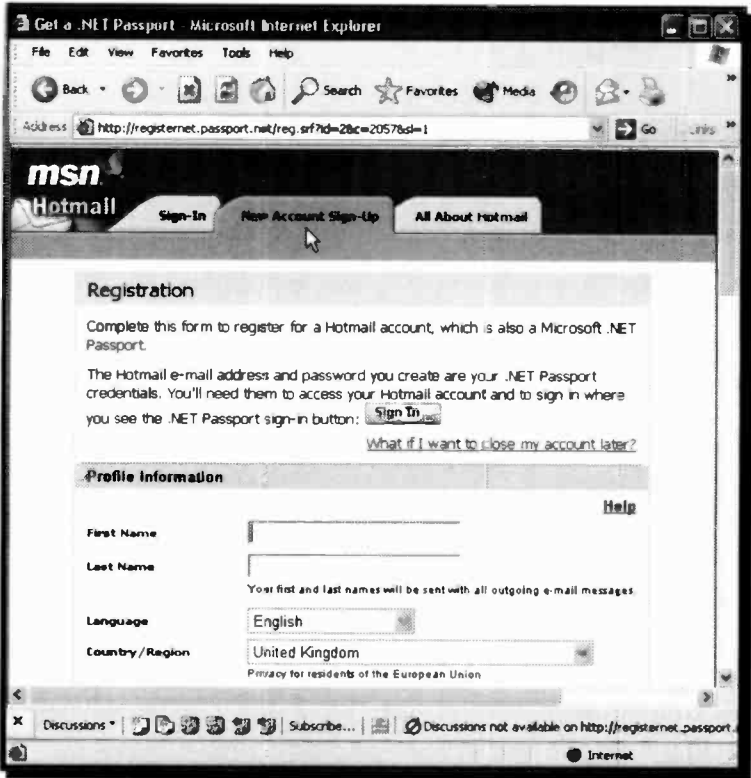 Get a .NET Passport - Microsoft Internet Explorer
File Edit View Favorites Tools Help
Back Search Favorites Media
Address http://registernet.passport.net/reg.srf?id=2&c=2057&sl=1 Go Links
msn
Hotmail Sign-In New Account Sign-Up All About Hotmail
Registration
Complete this form to register for a Hotmail account, which is also a Microsoft .NET
Passport.
The Hotmail e-mail address and password you create are your .NET Passport
credentials. You'll need them to access your Hotmail account and to sign in where
you see the .NET Passport sign-in button: Sign In
What if I want to close my account later?
Profile Information
Help
First Name
Last Name
Your first and last names will be sent with all outgoing e-mail messages
Language English
Country/Region United Kingdom
Privacy for residents of the European Union
Discussions Subscribe... Discussions not available on http://registernet.passport.
Internet